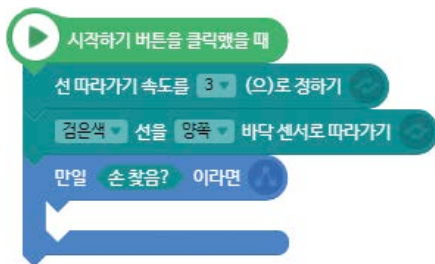 시작하기 버튼을 클릭했을 때
선 따라가기 속도를 3 (으)로 정하기
검은색 선을 양쪽 바닥 센서로 따라가기
만일 손 찾음? 이라면